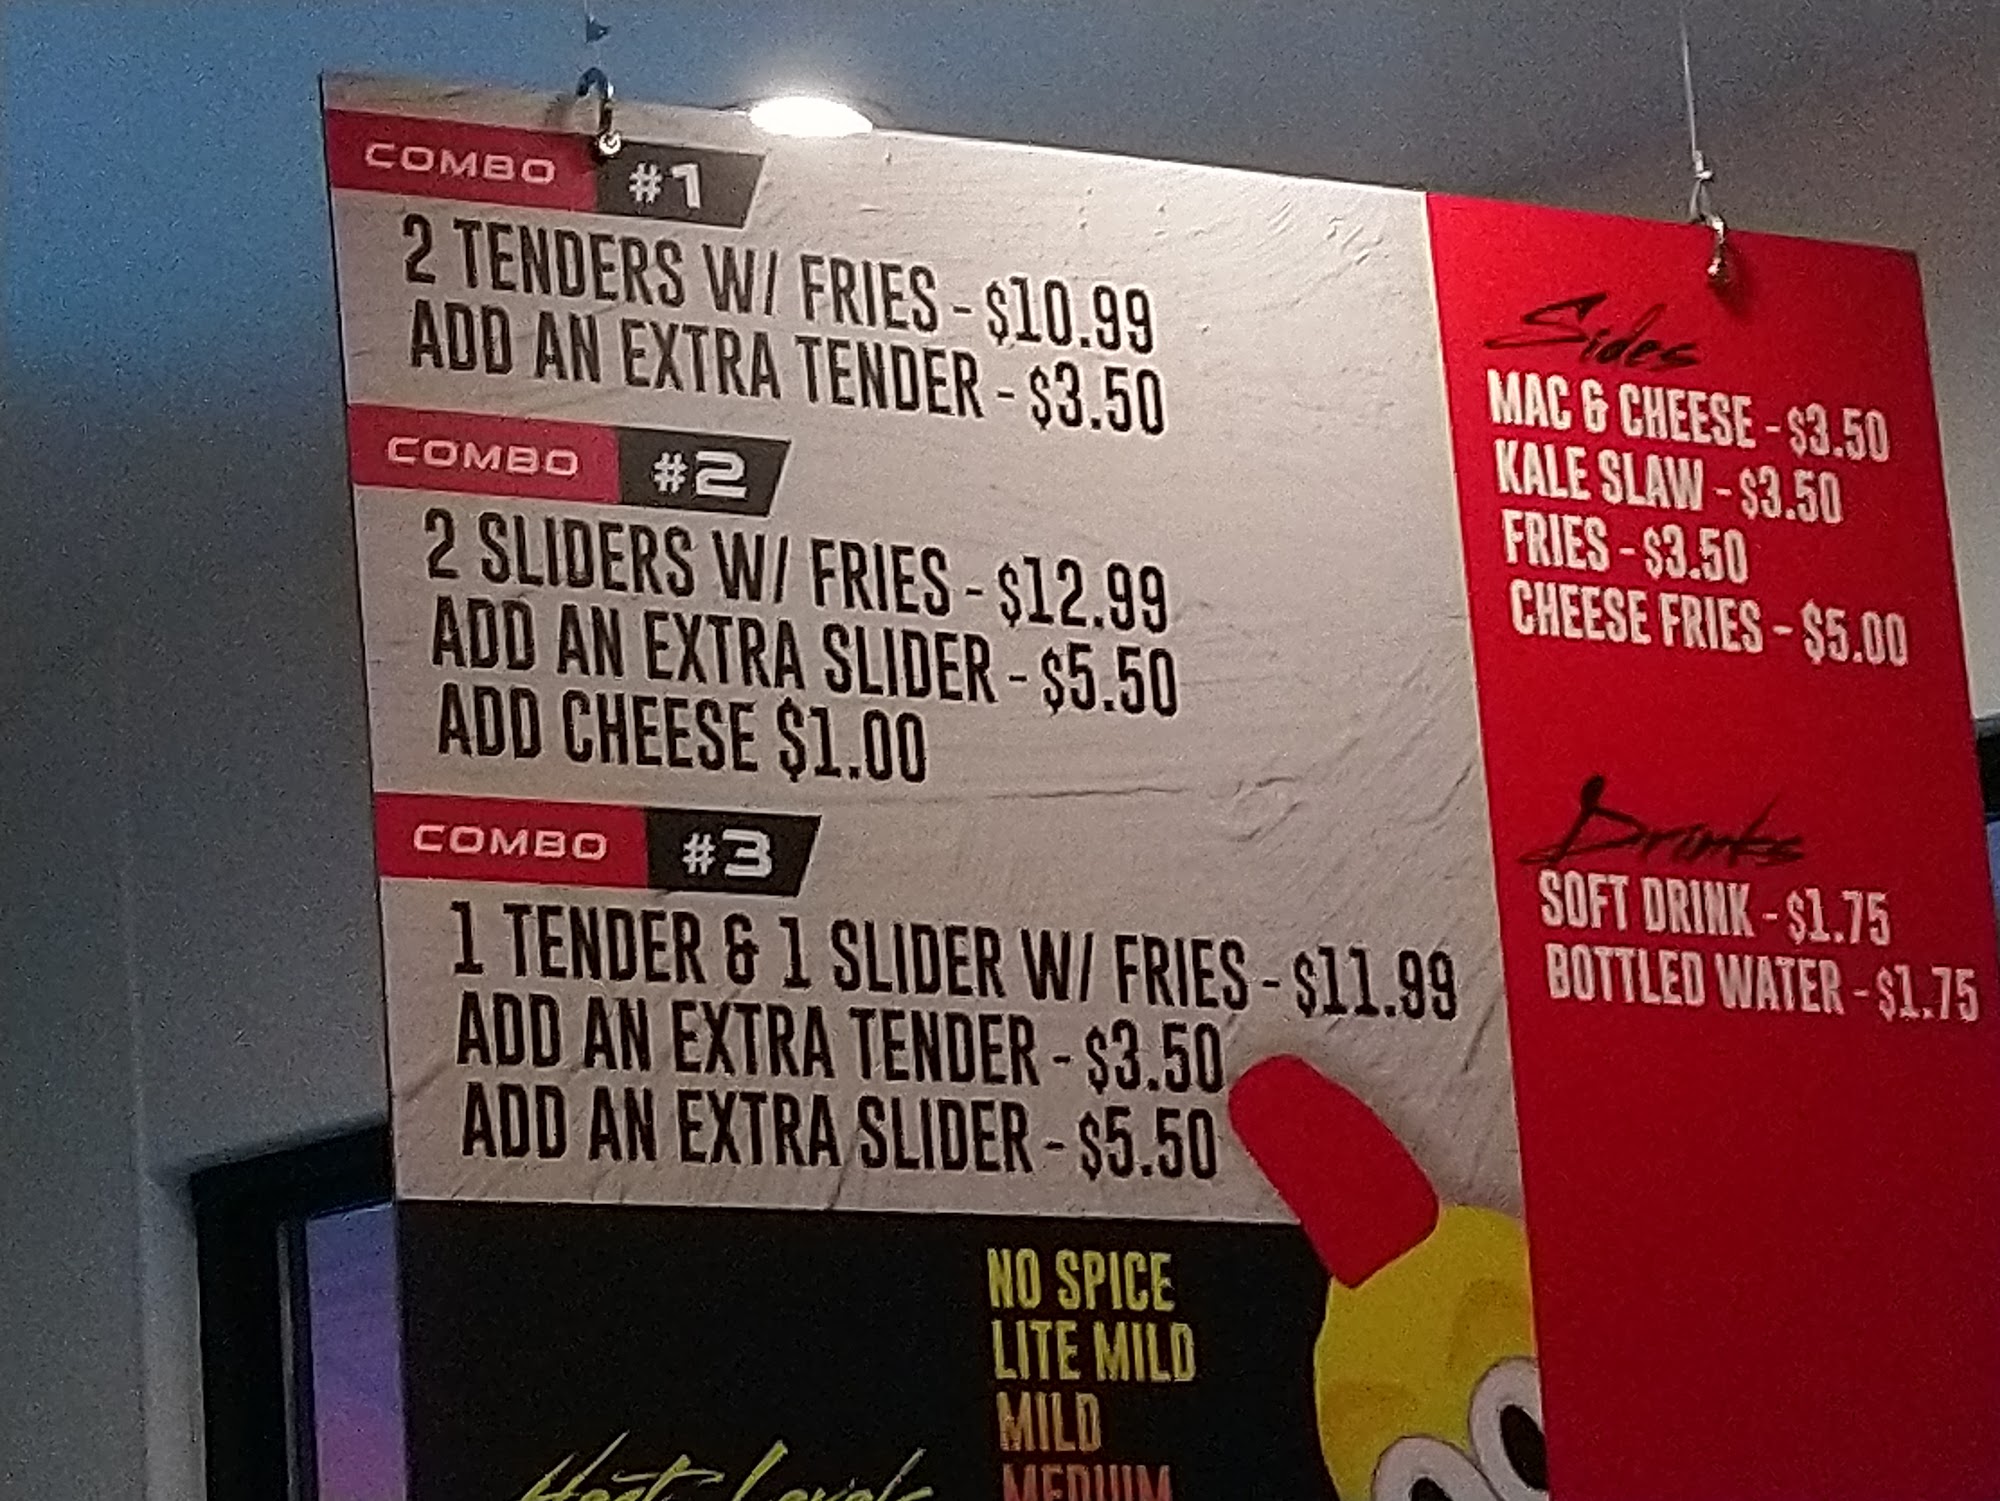 COMBO #1
2 TENDERS W/ FRIES - $10.99
ADD AN EXTRA TENDER - $3.50
COMBO #2
2 SLIDERS W/ FRIES - $12.99
ADD AN EXTRA SLIDER - $5.50
ADD CHEESE $1.00
COMBO #3
1 TENDER & 1 SLIDER W/ FRIES - $11.99
ADD AN EXTRA TENDER - $3.50
ADD AN EXTRA SLIDER - $5.50
Heat Levels
NO SPICE
LITE MILD
MILD
MEDIUM
Sides
MAC & CHEESE - $3.50
KALE SLAW - $3.50
FRIES - $3.50
CHEESE FRIES - $5.00
Drinks
SOFT DRINK - $1.75
BOTTLED WATER - $1.75